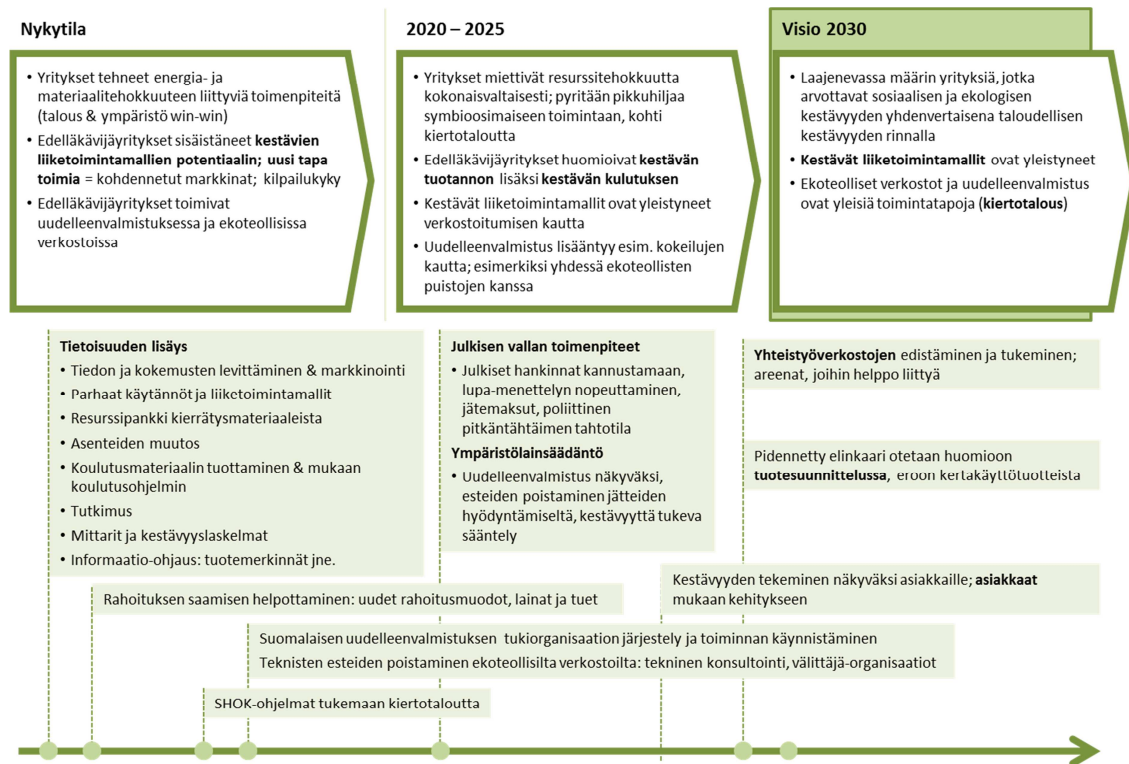 Nykytila
• Yritykset tehneet energia- ja
materiaalitehokkuuteen liittyviä toimenpiteitä
(talous & ympäristö win-win)
• Edelläkävijäyritykset sisäistäneet kestävien
liiketoimintamallien potentiaalin; uusi tapa
toimia = kohdennetut markkinat; kilpailukyky
• Edelläkävijäyritykset toimivat
uudelleenvalmistuksessa ja ekoteollisissa
verkostoissa
2020 – 2025
• Yritykset miettivät resurssitehokkuutta
kokonaisvaltaisesti; pyritään pikkuhiljaa
symbioosimaiseen toimintaan, kohti
kiertotaloutta
• Edelläkävijäyritykset huomioivat kestävän
tuotannon lisäksi kestävän kulutuksen
• Kestävät liiketoimintamallit ovat yleistyneet
verkostoitumisen kautta
• Uudelleenvalmistus lisääntyy esim. kokeilujen
kautta; esimerkiksi yhdessä ekoteollisten
puistojen kanssa
Visio 2030
• Laajenevassa määrin yrityksiä, jotka
arvottavat sosiaalisen ja ekologisen
kestävyyden yhdenvertaisena taloudellisen
kestävyyden rinnalla
• Kestävät liiketoimintamallit ovat yleistyneet
• Ekoteolliset verkostot ja uudelleenvalmistus
ovat yleisiä toimintatapoja (kiertotalous)
Tietoisuuden lisäys
• Tiedon ja kokemusten levittäminen & markkinointi
• Parhaat käytännöt ja liiketoimintamallit
• Resurssipankki kierrätysmateriaaleista
• Asenteiden muutos
• Koulutusmateriaalin tuottaminen & mukaan
koulutusohjelmin
• Tutkimus
• Mittarit ja kestävyyslaskelmat
• Informaatio-ohjaus: tuotemerkinnät jne.
Julkisen vallan toimenpiteet
• Julkiset hankinnat kannustamaan,
lupa-menettelyn nopeuttaminen,
jätemaksut, poliittinen
pitkäntähtäimen tahtotila
Ympäristölainsäädäntö
• Uudelleenvalmistus näkyväksi,
esteiden poistaminen jätteiden
hyödyntämiseltä, kestävyyttä tukeva
sääntely
Yhteistyöverkostojen edistäminen ja tukeminen;
areenat, joihin helppo liittyä
Pidennetty elinkaari otetaan huomioon
tuotesuunnittelussa, eroon kertakäyttötuotteista
Kestävyyden tekeminen näkyväksi asiakkaille; asiakkaat
mukaan kehitykseen
Rahoituksen saamisen helpottaminen: uudet rahoitusmuodot, lainat ja tuet
Suomalaisen uudelleenvalmistuksen tukiorganisaation järjestely ja toiminnan käynnistäminen
Teknisten esteiden poistaminen ekoteollisilta verkostoilta: tekninen konsultointi, välittäjä-organisaatiot
SHOK-ohjelmat tukemaan kiertotaloutta